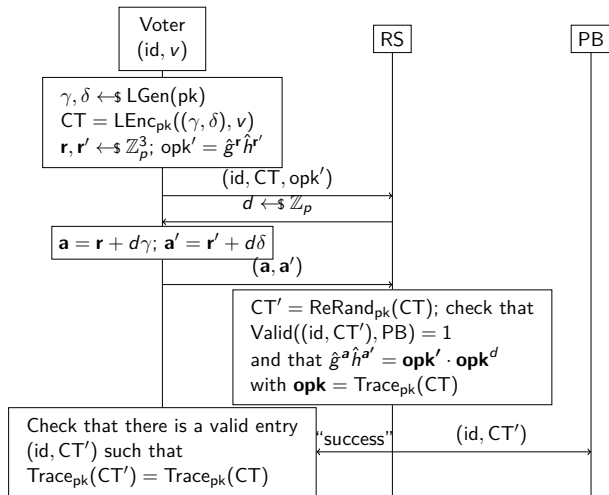 Voter
(id, v)
RS
PB
γ, δ ←$ LGen(pk)
CT = LEnc_pk((γ, δ), v)
r, r′ ←$ ℤ_p^3; opk′ = ĝ^r ĥ^r′
(id, CT, opk′)
d ←$ ℤ_p
a = r + dγ; a′ = r′ + dδ
(a, a′)
CT′ = ReRand_pk(CT); check that
Valid((id, CT′), PB) = 1
and that ĝ^a ĥ^a′ = opk′ · opk^d
with opk = Trace_pk(CT)
Check that there is a valid entry
(id, CT′) such that
Trace_pk(CT′) = Trace_pk(CT)
“success”
(id, CT′)